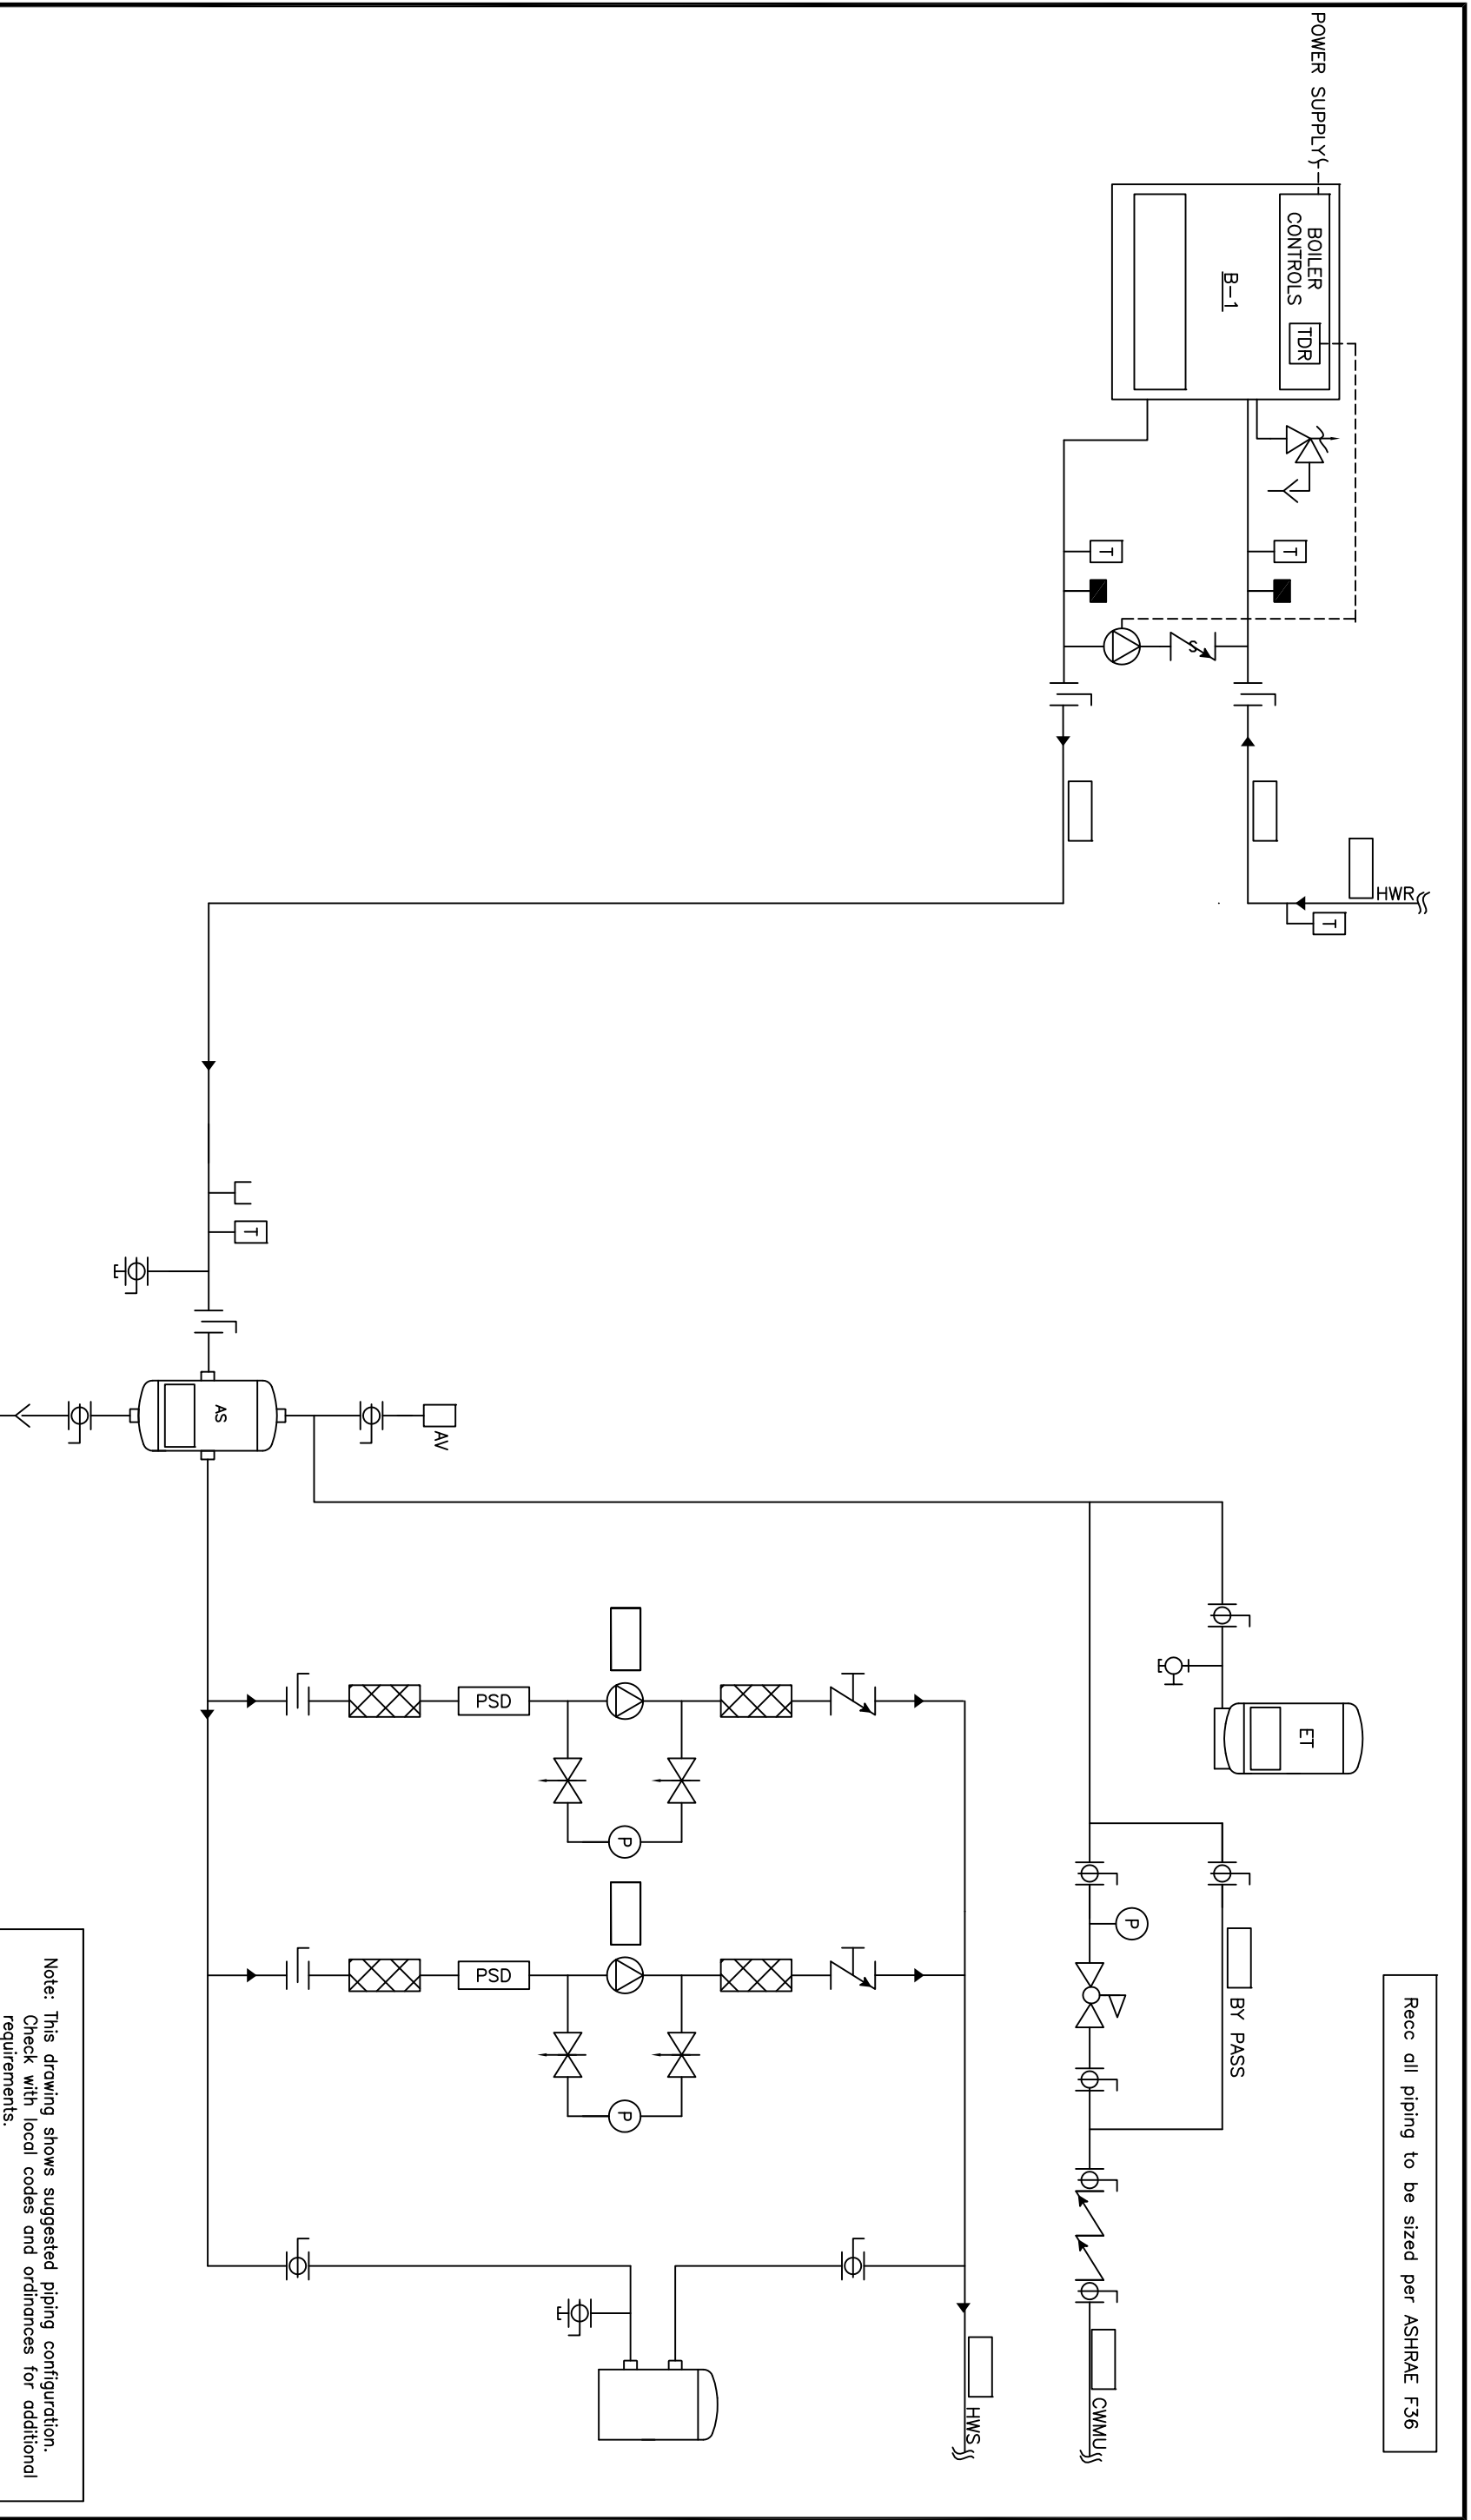 POWER SUPPLY
BOILER
CONTROLS
TDR
B-1
T
T
HWR
T
T
AS
AV
ET
PSD
P
PSD
P
P
BY PASS
Recc all piping to be sized per ASHRAE F36
S
CWMU
HWS
Note: This drawing shows suggested piping configuration.
Check with local codes and ordinances for additional
requirements.